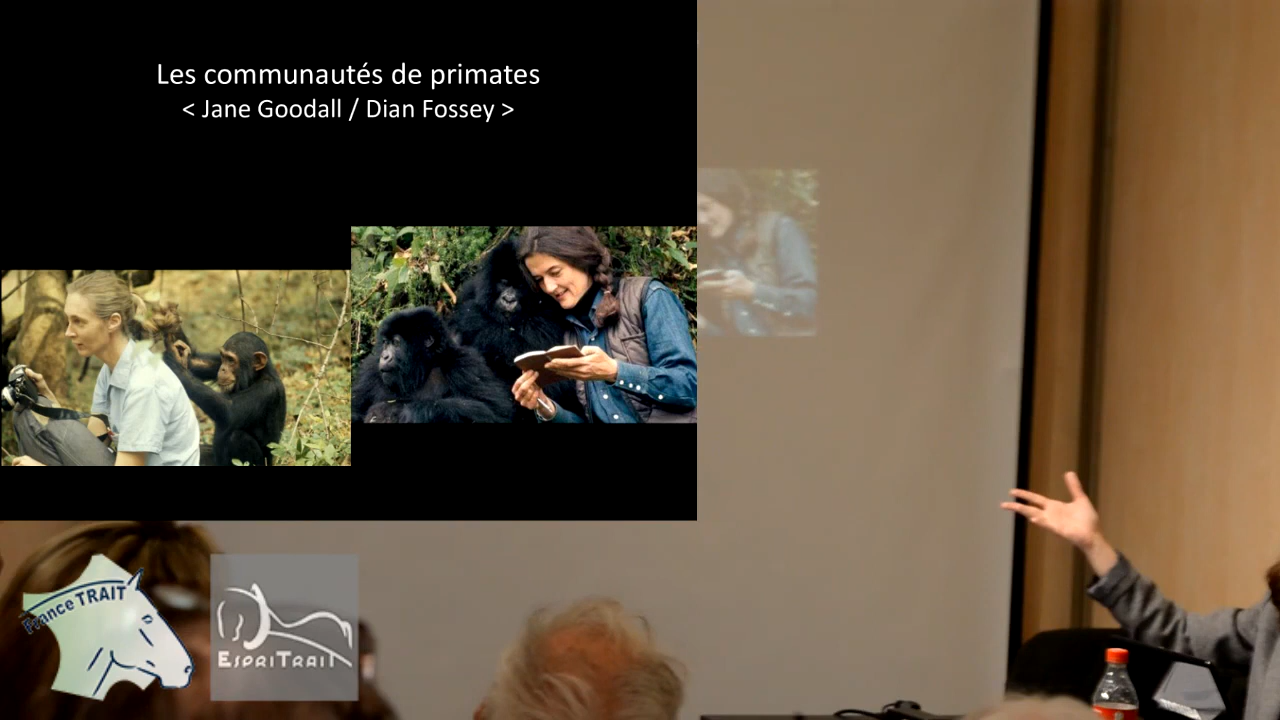 Les communautés de primates
< Jane Goodall / Dian Fossey >
France TRAIT
ESPRITRAIT